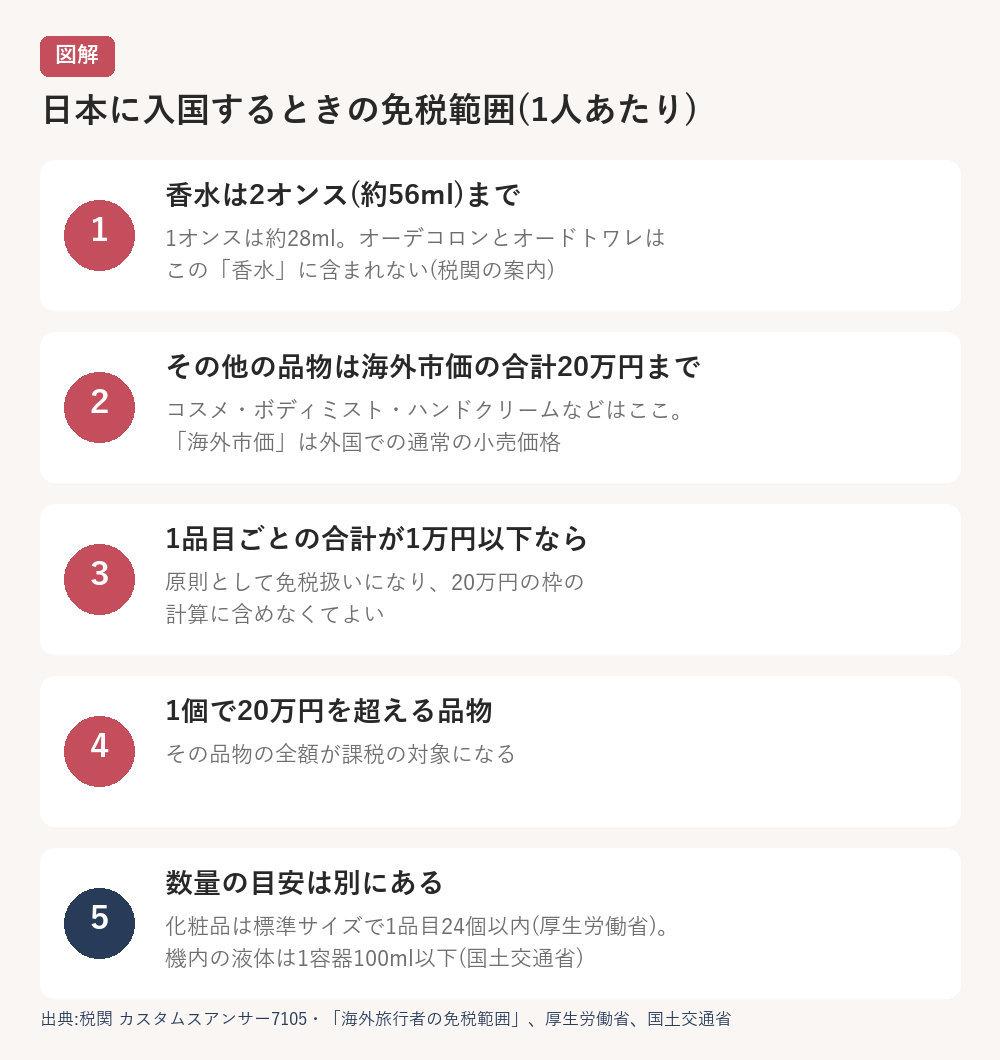 図解
日本に入国するときの免税範囲(1人あたり)
1
香水は2オンス(約56ml)まで
1オンスは約28ml。オーデコロンとオードトワレは
この「香水」に含まれない(税関の案内)
2
その他の品物は海外市価の合計20万円まで
コスメ・ボディミスト・ハンドクリームなどはここ。
「海外市価」は外国での通常の小売価格
3
1品目ごとの合計が1万円以下なら
原則として免税扱いになり、20万円の枠の
計算に含めなくてよい
4
1個で20万円を超える品物
その品物の全額が課税の対象になる
5
数量の目安は別にある
化粧品は標準サイズで1品目24個以内(厚生労働省)。
機内の液体は1容器100ml以下(国土交通省)
出典:税関 カスタムスアンサー7105・「海外旅行者の免税範囲」、厚生労働省、国土交通省